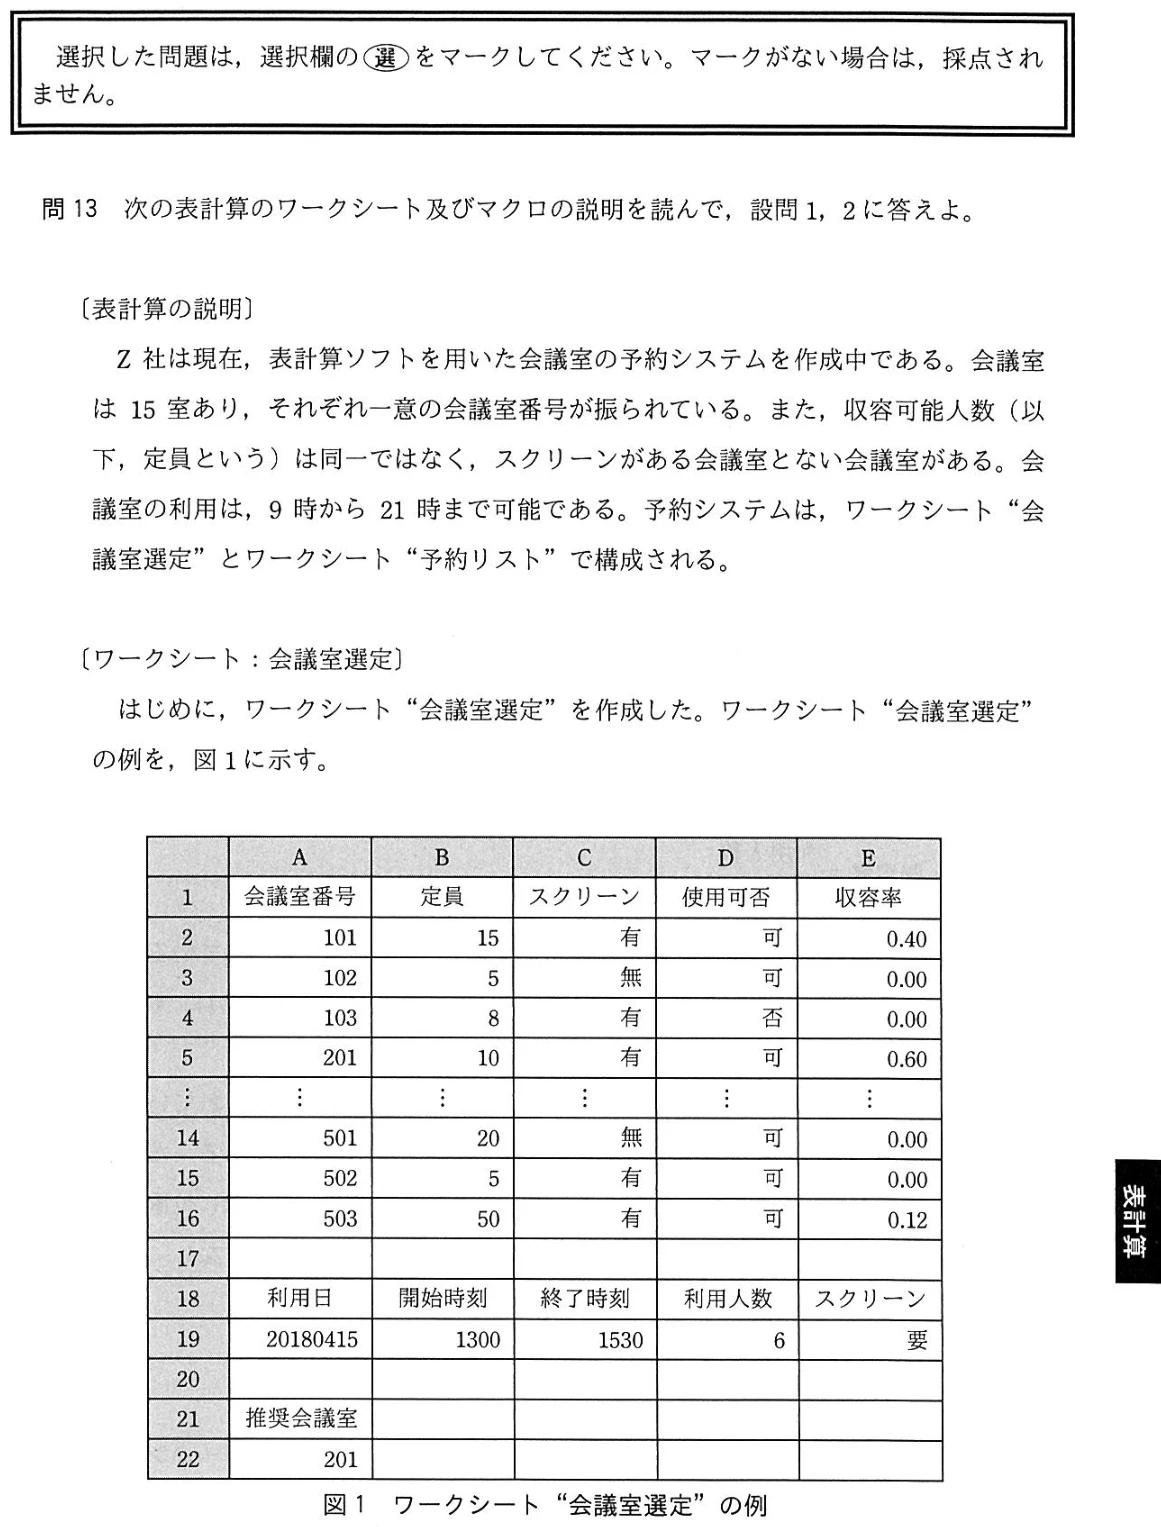 選択した問題は，選択欄の選をマークしてください。マークがない場合は，採点され
ません。
問13 次の表計算のワークシート及びマクロの説明を読んで，設問1，2に答えよ。
〔表計算の説明〕
Z 社は現在，表計算ソフトを用いた会議室の予約システムを作成中である。会議室
は 15 室あり，それぞれ一意の会議室番号が振られている。また，収容可能人数（以
下，定員という）は同一ではなく，スクリーンがある会議室とない会議室がある。会
議室の利用は，9 時から 21 時まで可能である。予約システムは，ワークシート“会
議室選定”とワークシート“予約リスト”で構成される。
〔ワークシート：会議室選定〕
はじめに，ワークシート“会議室選定”を作成した。ワークシート“会議室選定”
の例を，図1に示す。
A B C D E
1 会議室番号 定員 スクリーン 使用可否 収容率
2 101 15 有 可 0.40
3 102 5 無 可 0.00
4 103 8 有 否 0.00
5 201 10 有 可 0.60
⋮ ⋮ ⋮ ⋮ ⋮ ⋮
14 501 20 無 可 0.00
15 502 5 有 可 0.00
16 503 50 有 可 0.12
17
18 利用日 開始時刻 終了時刻 利用人数 スクリーン
19 20180415 1300 1530 6 要
20
21 推奨会議室
22 201
図1 ワークシート“会議室選定”の例
表計算